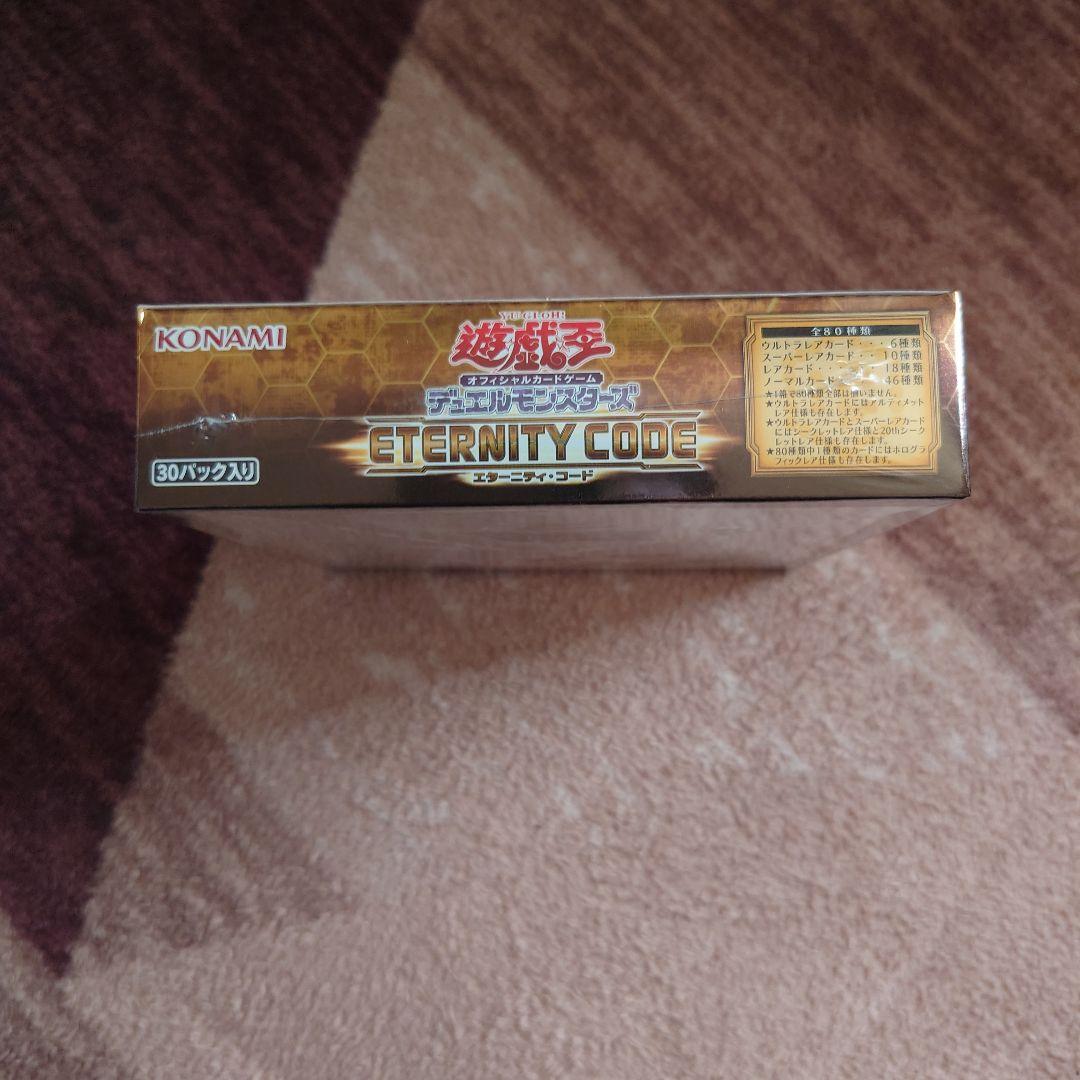 KONAMI
YU-GI-OH!
遊戯王
オフィシャルカードゲーム
デュエルモンスターズ
ETERNITY CODE
エターニティ・コード
30パック入り
全80種類
ウルトラレアカード・・・6種類
スーパーレアカード・・・10種類
レアカード・・・18種類
ノーマルカード 46種類
★1箱で80種類全部は揃いません。
★ウルトラレアカードにはアルティメット
レア仕様も存在します。
★ウルトラレアカードとスーパーレアカード
にはシークレットレア仕様と20thシーク
レットレア仕様も存在します。
★80種類中1種類のカードにはホログラ
フィックレア仕様も存在します。